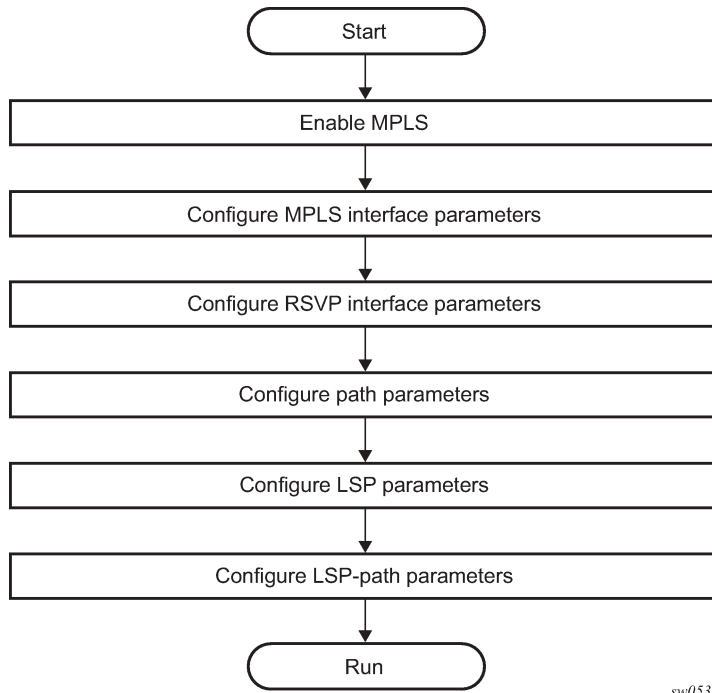 Start
Enable MPLS
Configure MPLS interface parameters
Configure RSVP interface parameters
Configure path parameters
Configure LSP parameters
Configure LSP-path parameters
Run
sw053